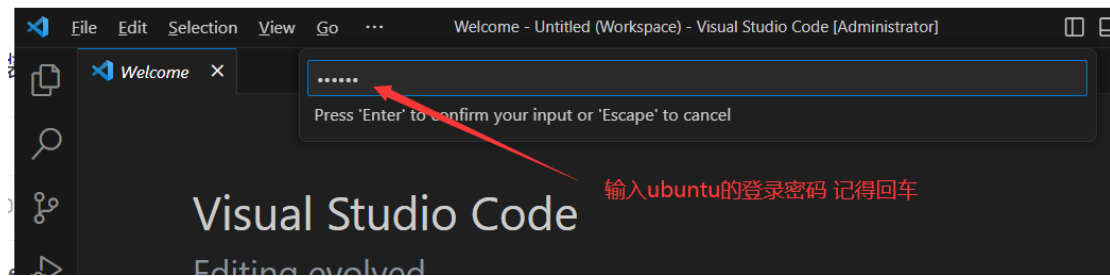 File Edit Selection View Go ··· Welcome - Untitled (Workspace) - Visual Studio Code [Administrator]
Welcome ×
••••••
Press 'Enter' to confirm your input or 'Escape' to cancel
输入ubuntu的登录密码 记得回车
Visual Studio Code
Editing evolved